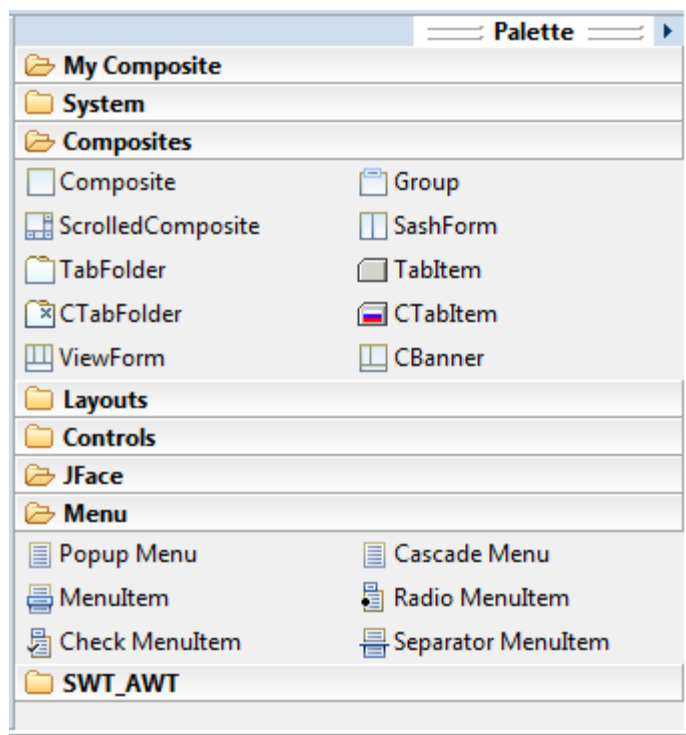 Palette
My Composite
System
Composites
Composite Group
ScrolledComposite SashForm
TabFolder TabItem
CTabFolder CTabItem
ViewForm CBanner
Layouts
Controls
JFace
Menu
Popup Menu Cascade Menu
MenuItem Radio MenuItem
Check MenuItem Separator MenuItem
SWT_AWT